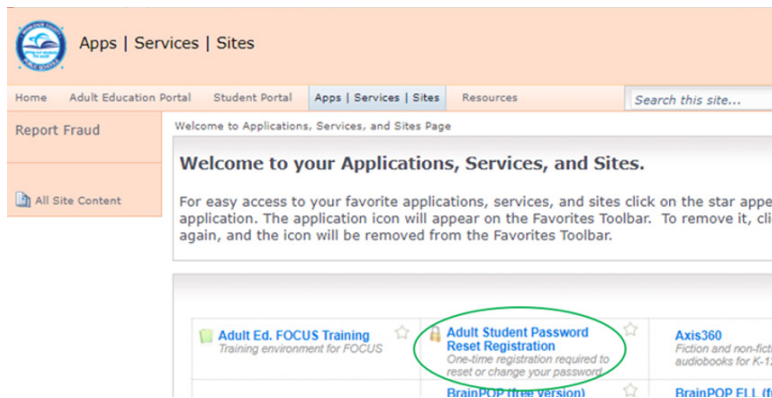 Apps | Services | Sites
Home Adult Education Portal Student Portal Apps | Services | Sites Resources Search this site...
Report Fraud
All Site Content
Welcome to Applications, Services, and Sites Page
Welcome to your Applications, Services, and Sites.
For easy access to your favorite applications, services, and sites click on the star appe
application. The application icon will appear on the Favorites Toolbar. To remove it, cli
again, and the icon will be removed from the Favorites Toolbar.
Adult Ed. FOCUS Training
Training environment for FOCUS
Adult Student Password
Reset Registration
One-time registration required to
reset or change your password
Axis360
Fiction and non-ficti
audiobooks for K-12
BrainPOP (free version)
BrainPOP ELL (f